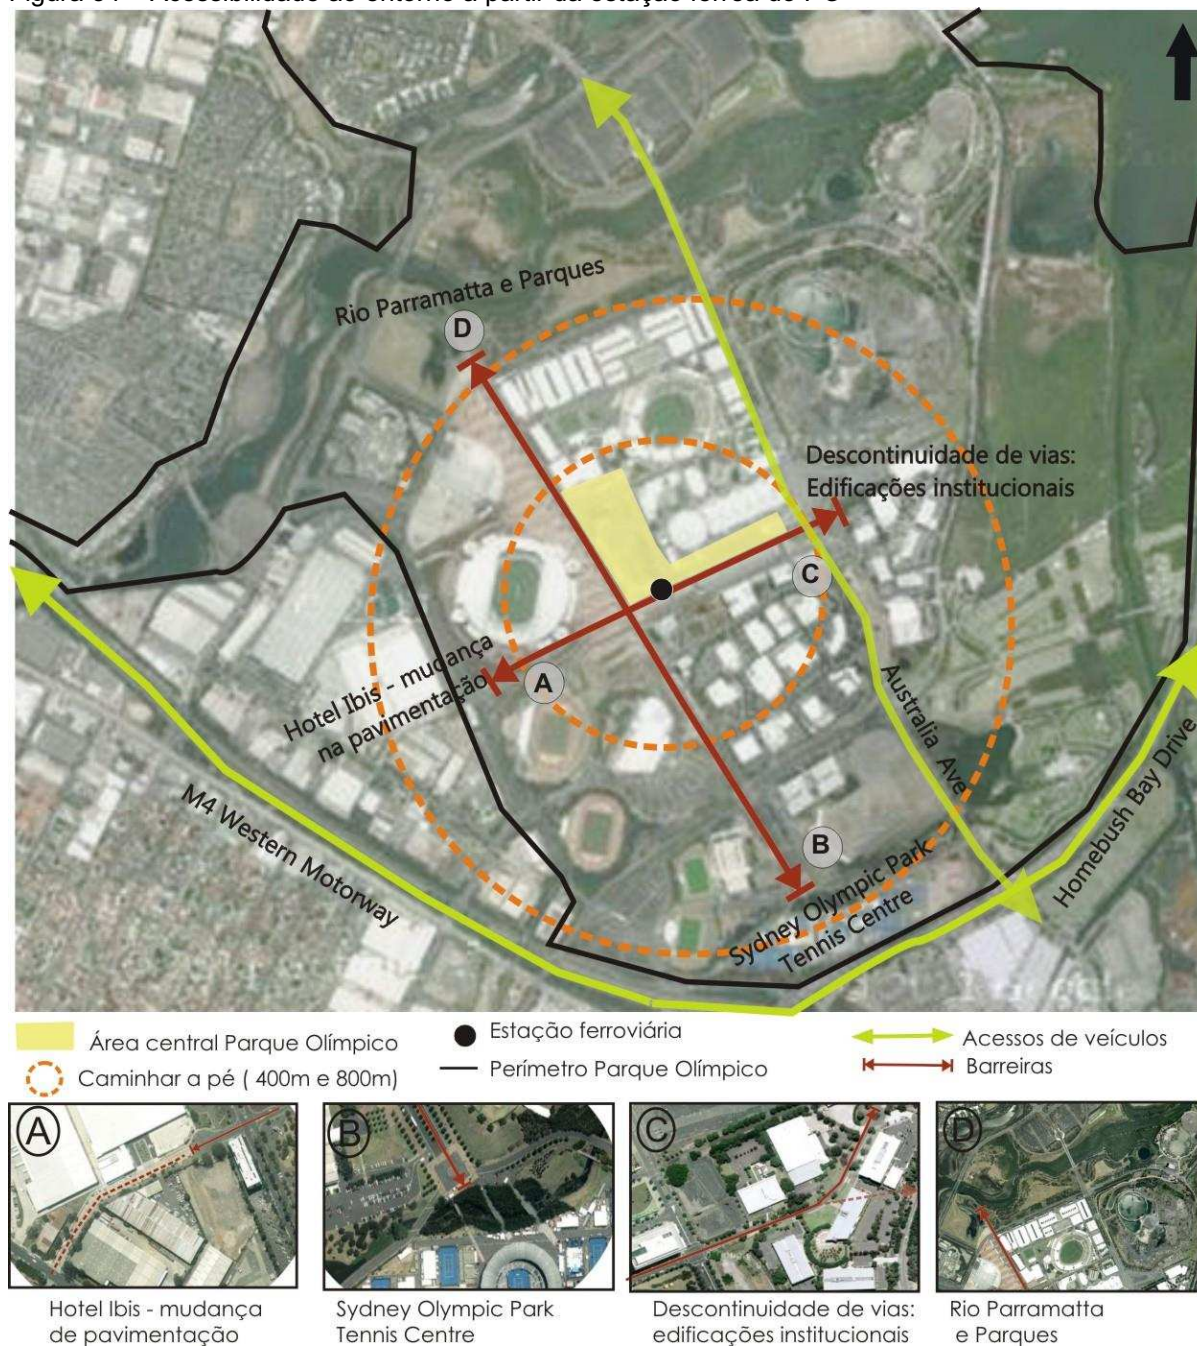 Rio Parramatta e Parques
D
Descontinuidade de vias:
Edificações institucionais
C
Hotel Ibis - mudança
na pavimentação
A
Australia Ave
M4 Western Motorway
B
Sydney Olympic Park
Tennis Centre
Homebush Bay Drive
Área central Parque Olímpico
Estação ferroviária
Acessos de veículos
Caminhar a pé ( 400m e 800m)
Perímetro Parque Olímpico
Barreiras
A
B
C
D
Hotel Ibis - mudança
de pavimentação
Sydney Olympic Park
Tennis Centre
Descontinuidade de vias:
edificações institucionais
Rio Parramatta
e Parques